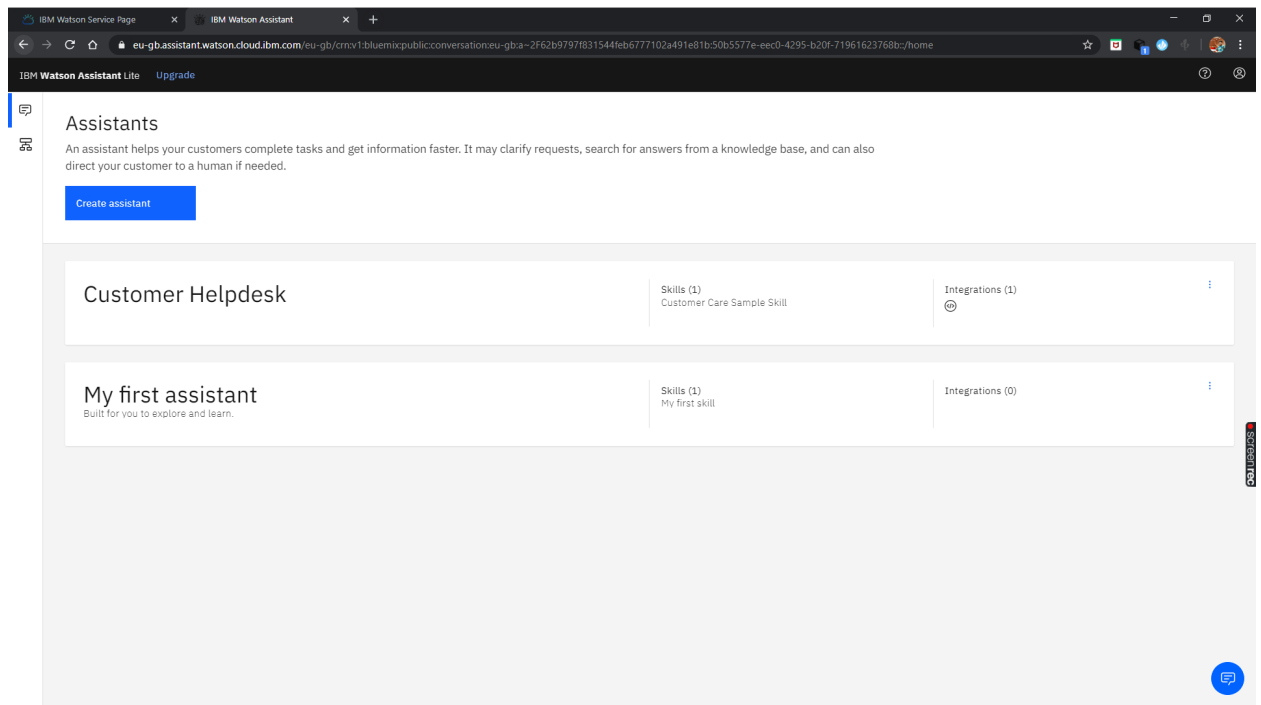 IBM Watson Service Page
IBM Watson Assistant
eu-gb.assistant.watson.cloud.ibm.com/eu-gb/crn:v1:bluemix:public:conversation:eu-gb:a~2F62b9797f831544feb6777102a491e81b:50b5577e-eec0-4295-b20f-71961623768b::/home
1
IBM Watson Assistant Lite Upgrade
Assistants
An assistant helps your customers complete tasks and get information faster. It may clarify requests, search for answers from a knowledge base, and can also
direct your customer to a human if needed.
Create assistant
Customer Helpdesk
Skills (1)
Customer Care Sample Skill
Integrations (1)
My first assistant
Built for you to explore and learn.
Skills (1)
My first skill
Integrations (0)
screenrec